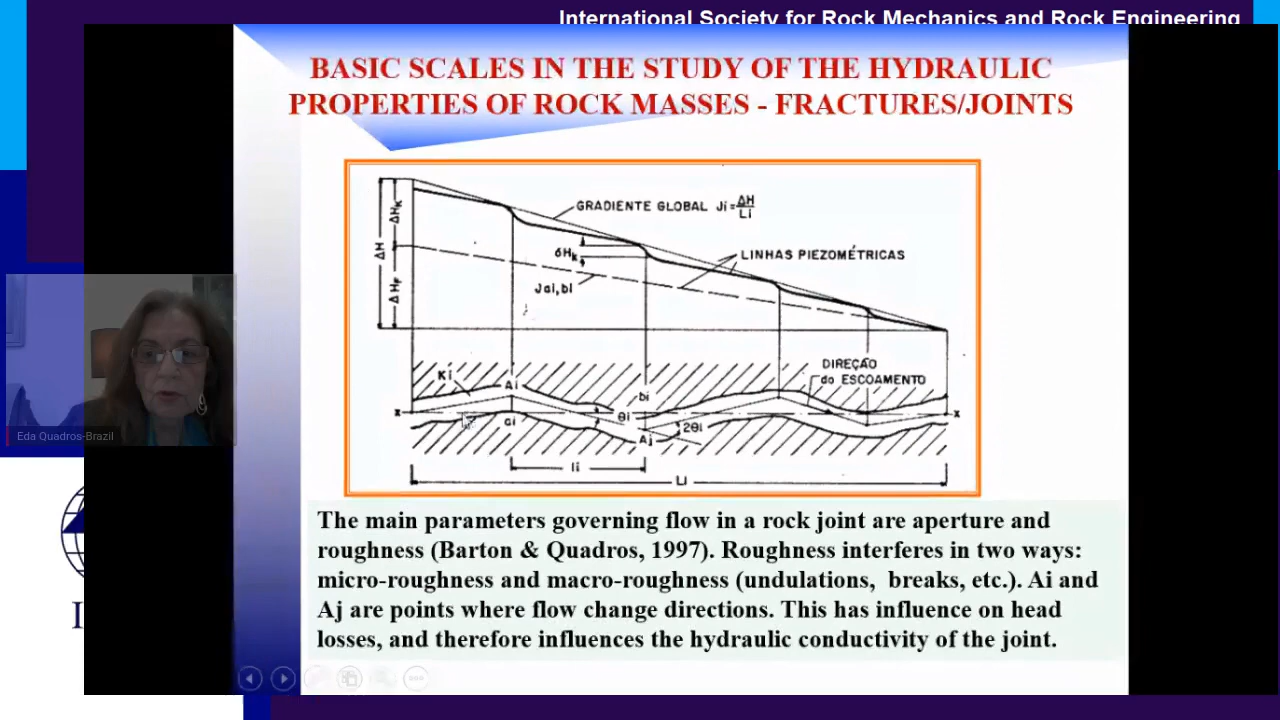 International Society for Rock Mechanics and Rock Engineering
BASIC SCALES IN THE STUDY OF THE HYDRAULIC
PROPERTIES OF ROCK MASSES - FRACTURES/JOINTS
GRADIENTE GLOBAL Ji = ΔH/Li
ΔH
ΔHk
ΔHF
δHk
LINHAS PIEZOMÉTRICAS
Jai,bi
Ki
Ai
DIREÇÃO
do ESCOAMENTO
bi
θi
x
x
ai
Aj
2θi
li
Li
Eda Quadros-Brazil
The main parameters governing flow in a rock joint are aperture and
roughness (Barton & Quadros, 1997). Roughness interferes in two ways:
micro-roughness and macro-roughness (undulations, breaks, etc.). Ai and
Aj are points where flow change directions. This has influence on head
losses, and therefore influences the hydraulic conductivity of the joint.
I